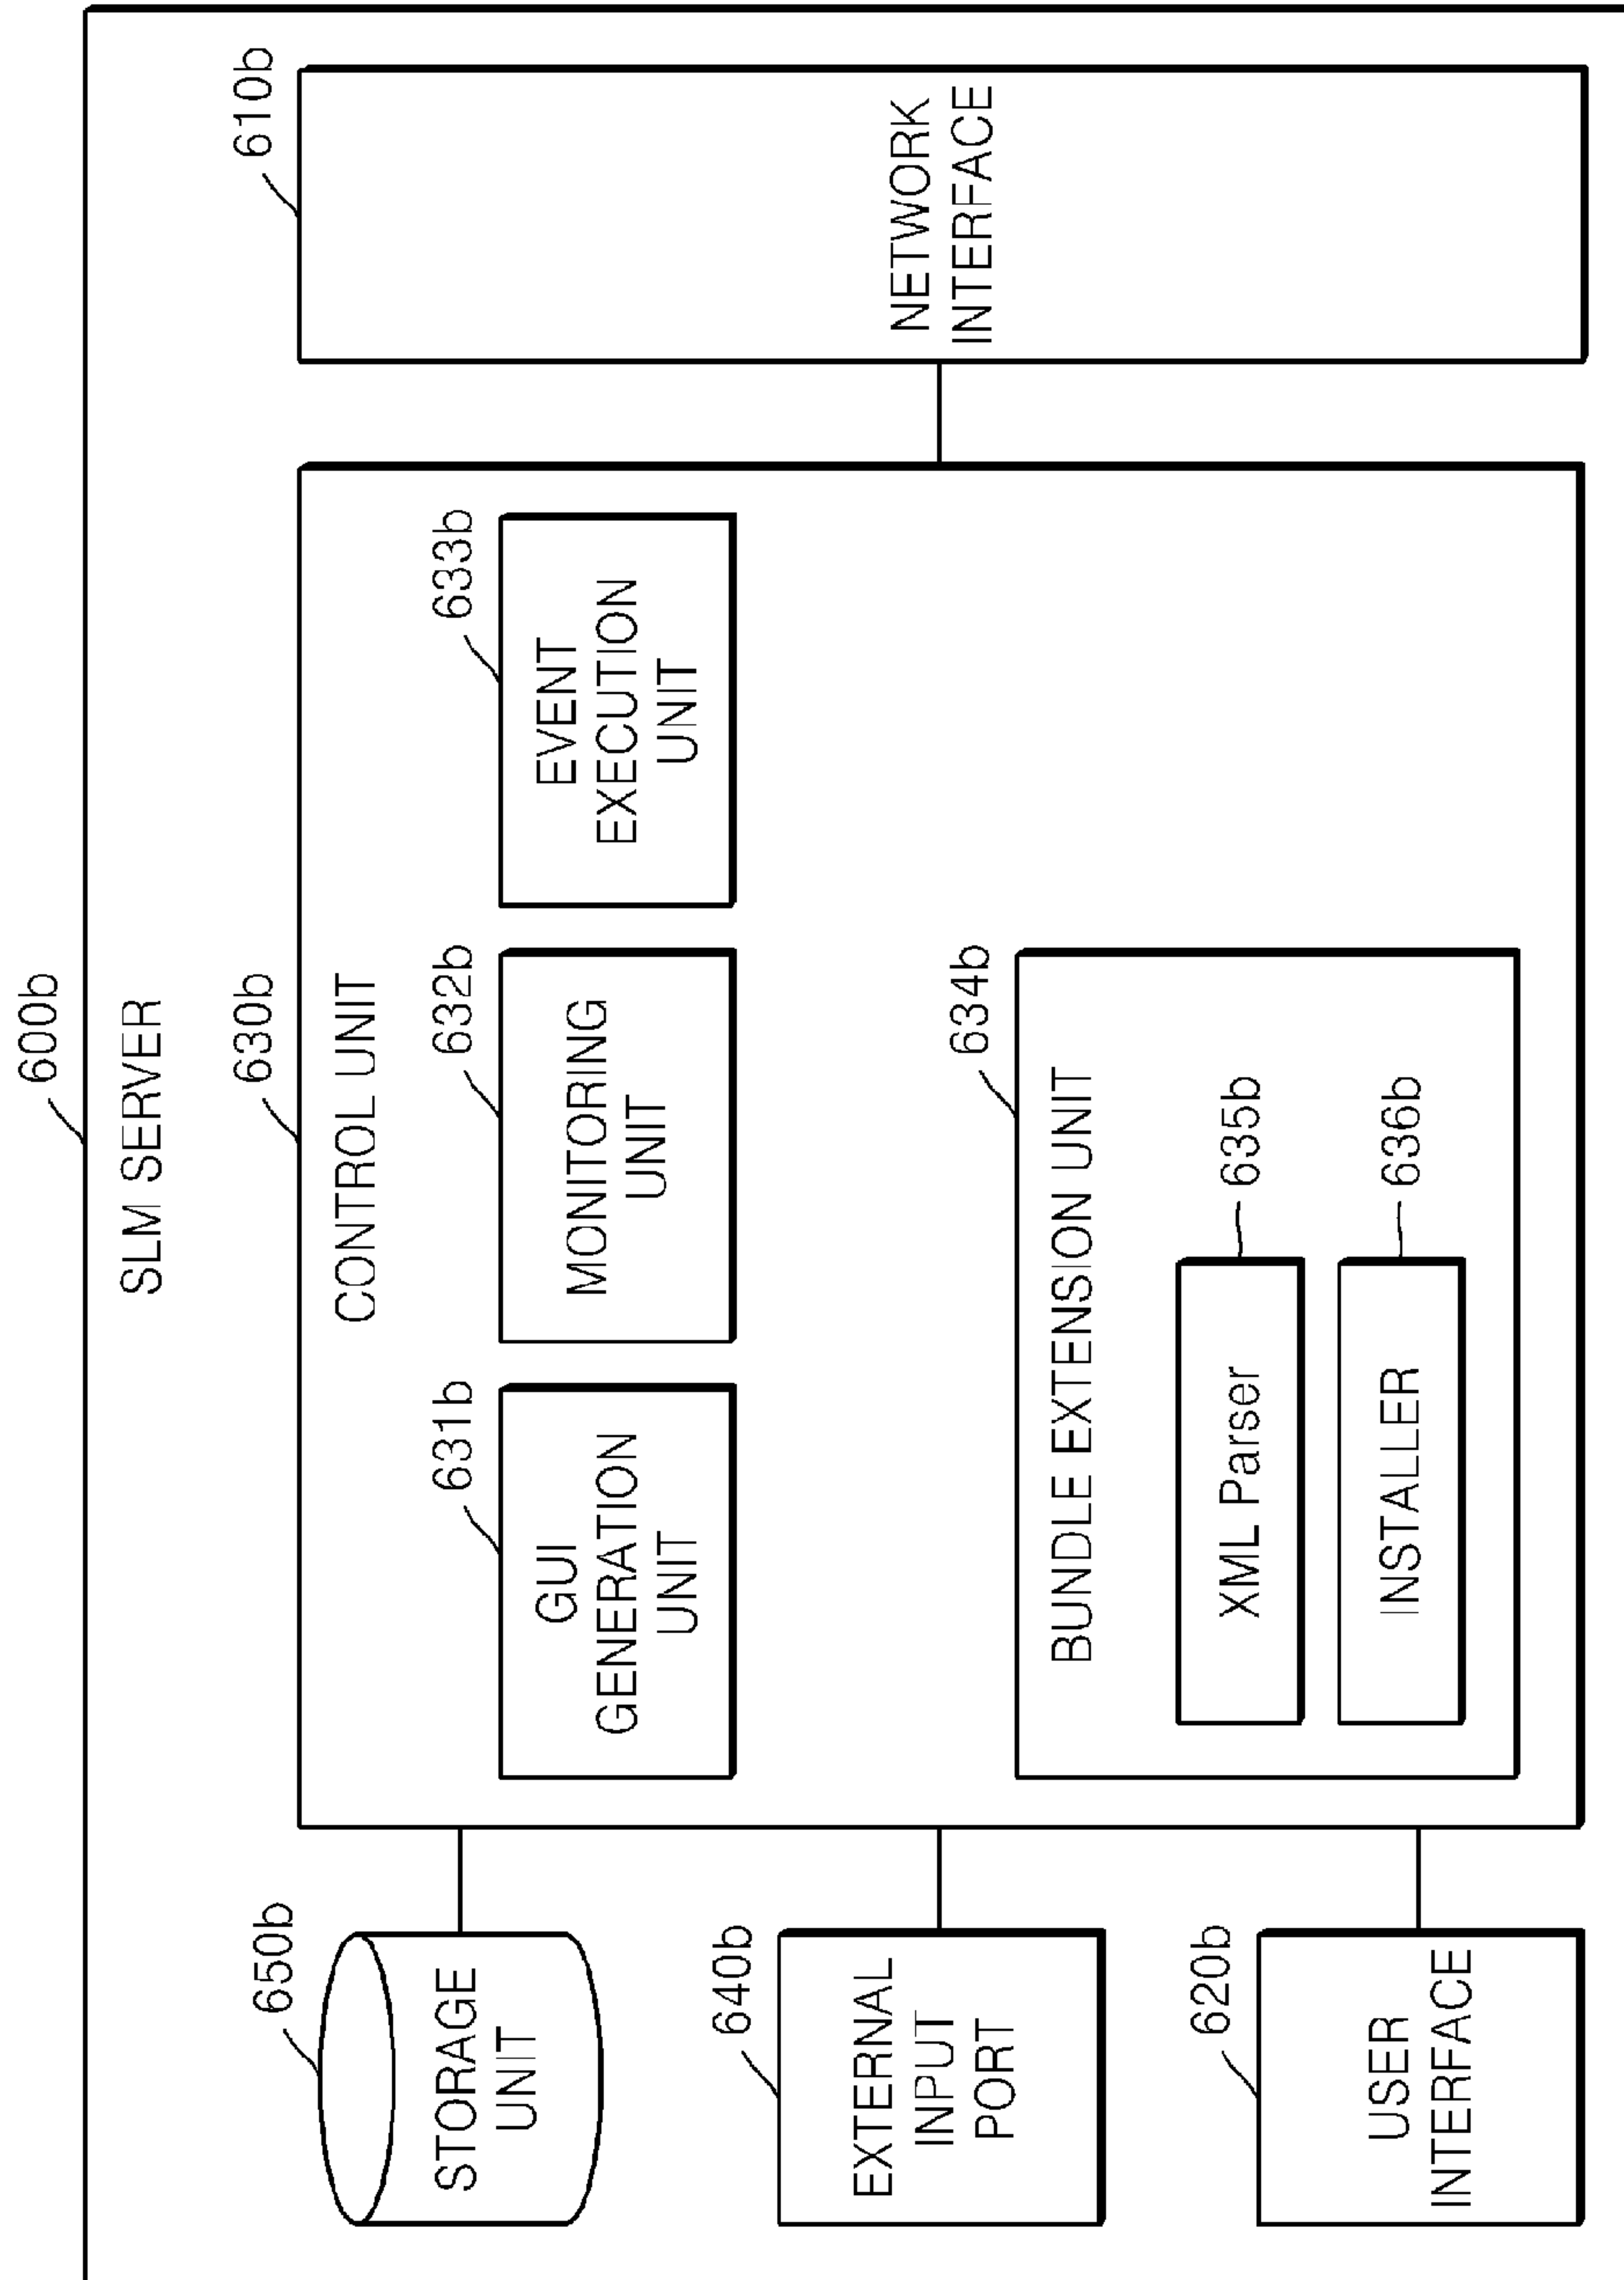 600b
SLM SERVER
650b
STORAGE
UNIT
640b
EXTERNAL
INPUT
PORT
620b
USER
INTERFACE
630b
CONTROL UNIT
631b
GUI
GENERATION
UNIT
632b
MONITORING
UNIT
633b
EVENT
EXECUTION
UNIT
634b
BUNDLE EXTENSION UNIT
XML Parser
635b
INSTALLER
636b
610b
NETWORK
INTERFACE